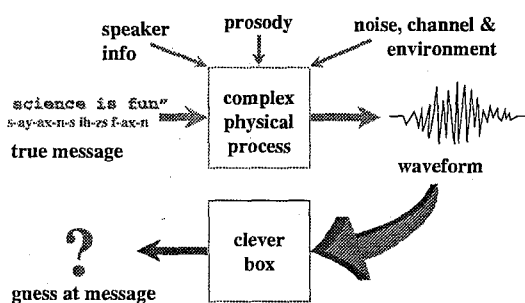 speaker
info
prosody
noise, channel &
environment
science is fun"
s-ay-ax-n-s ih-zs f-ax-n
true message
complex
physical
process
waveform
clever
box
?
guess at message